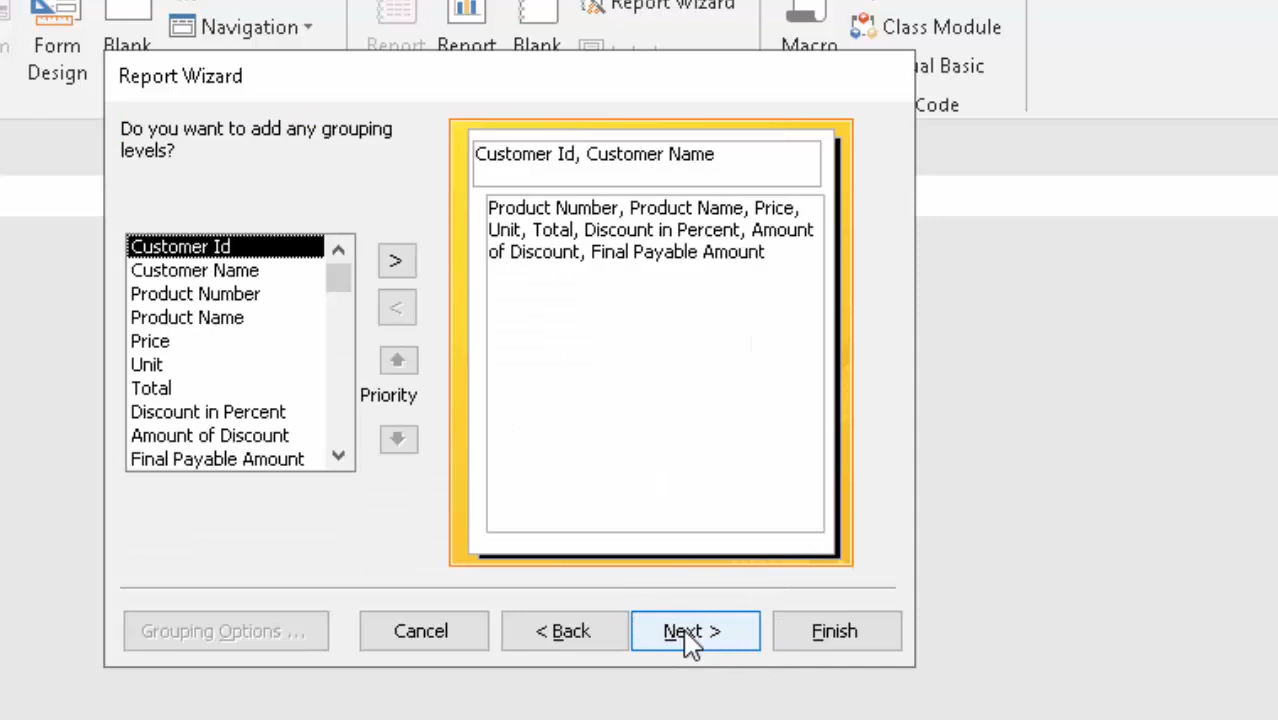 Report Wizard
Navigation
Class Module
Form
Design
Blank
Report
Report
Blank
Macro
ual Basic
Code
Report Wizard
Do you want to add any grouping
levels?
Customer Id
Customer Name
Product Number
Product Name
Price
Unit
Total
Discount in Percent
Amount of Discount
Final Payable Amount
>
<
Priority
Customer Id, Customer Name
Product Number, Product Name, Price,
Unit, Total, Discount in Percent, Amount
of Discount, Final Payable Amount
Grouping Options ...
Cancel
< Back
Next >
Finish